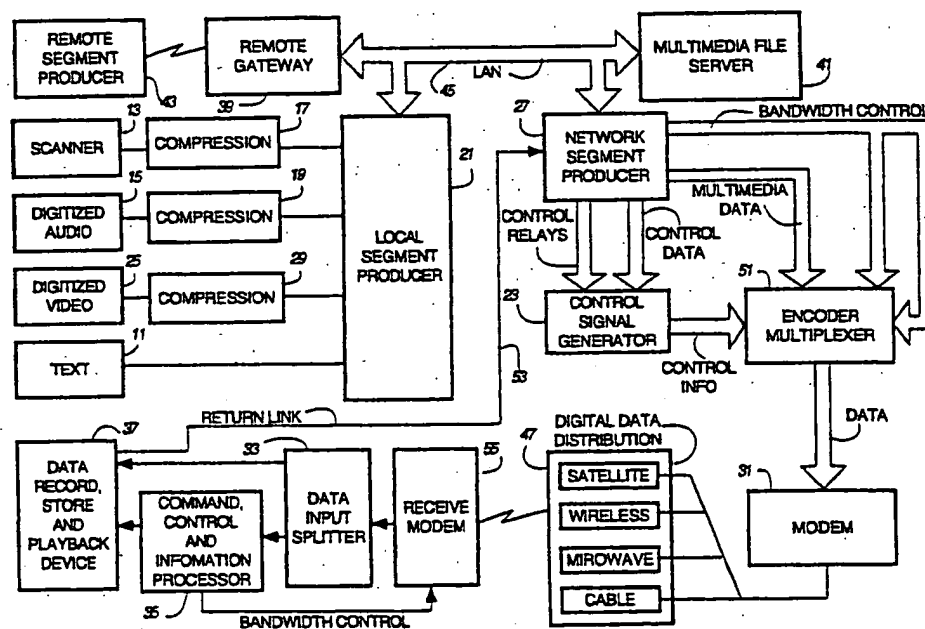 REMOTE
SEGMENT
PRODUCER
43
REMOTE
GATEWAY
39
LAN
45
MULTIMEDIA FILE
SERVER
41
13
SCANNER
17
COMPRESSION
15
DIGITIZED
AUDIO
19
COMPRESSION
25
DIGITIZED
VIDEO
29
COMPRESSION
11
TEXT
21
LOCAL
SEGMENT
PRODUCER
27
NETWORK
SEGMENT
PRODUCER
BANDWIDTH CONTROL
MULTIMEDIA
DATA
CONTROL
RELAYS
CONTROL
DATA
23
CONTROL
SIGNAL
GENERATOR
CONTROL
INFO
51
ENCODER
MULTIPLEXER
53
RETURN LINK
DATA
37
DATA
RECORD,
STORE
AND
PLAYBACK
DEVICE
COMMAND,
CONTROL
AND
INFOMATION
PROCESSOR
35
33
DATA
INPUT
SPLITTER
55
RECEIVE
MODEM
BANDWIDTH CONTROL
47
DIGITAL DATA
DISTRIBUTION
SATELLITE
WIRELESS
MIROWAVE
CABLE
31
MODEM